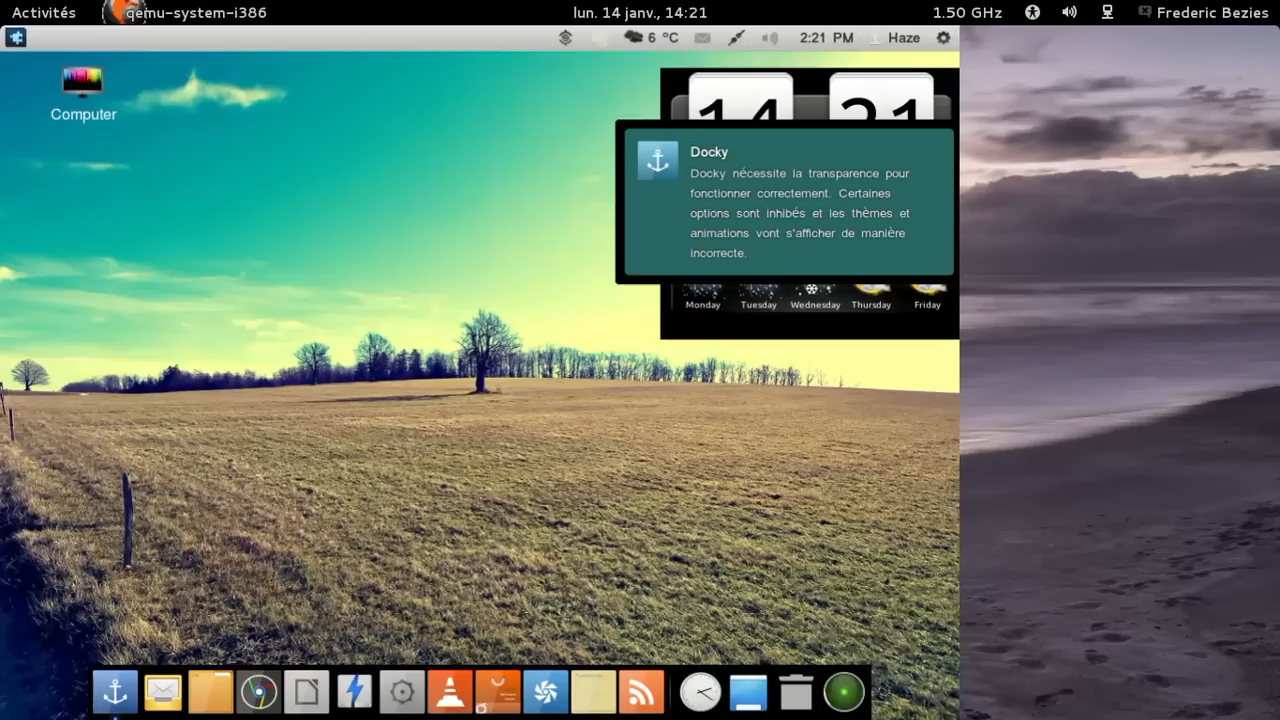 Activités
qemu-system-i386
lun. 14 janv., 14:21
1.50 GHz
Frederic Bezies
6 °C
2:21 PM
Haze
Computer
14 21
Docky
Docky nécessite la transparence pour
fonctionner correctement. Certaines
options sont inhibés et les thèmes et
animations vont s'afficher de manière
incorrecte.
Monday Tuesday Wednesday Thursday Friday